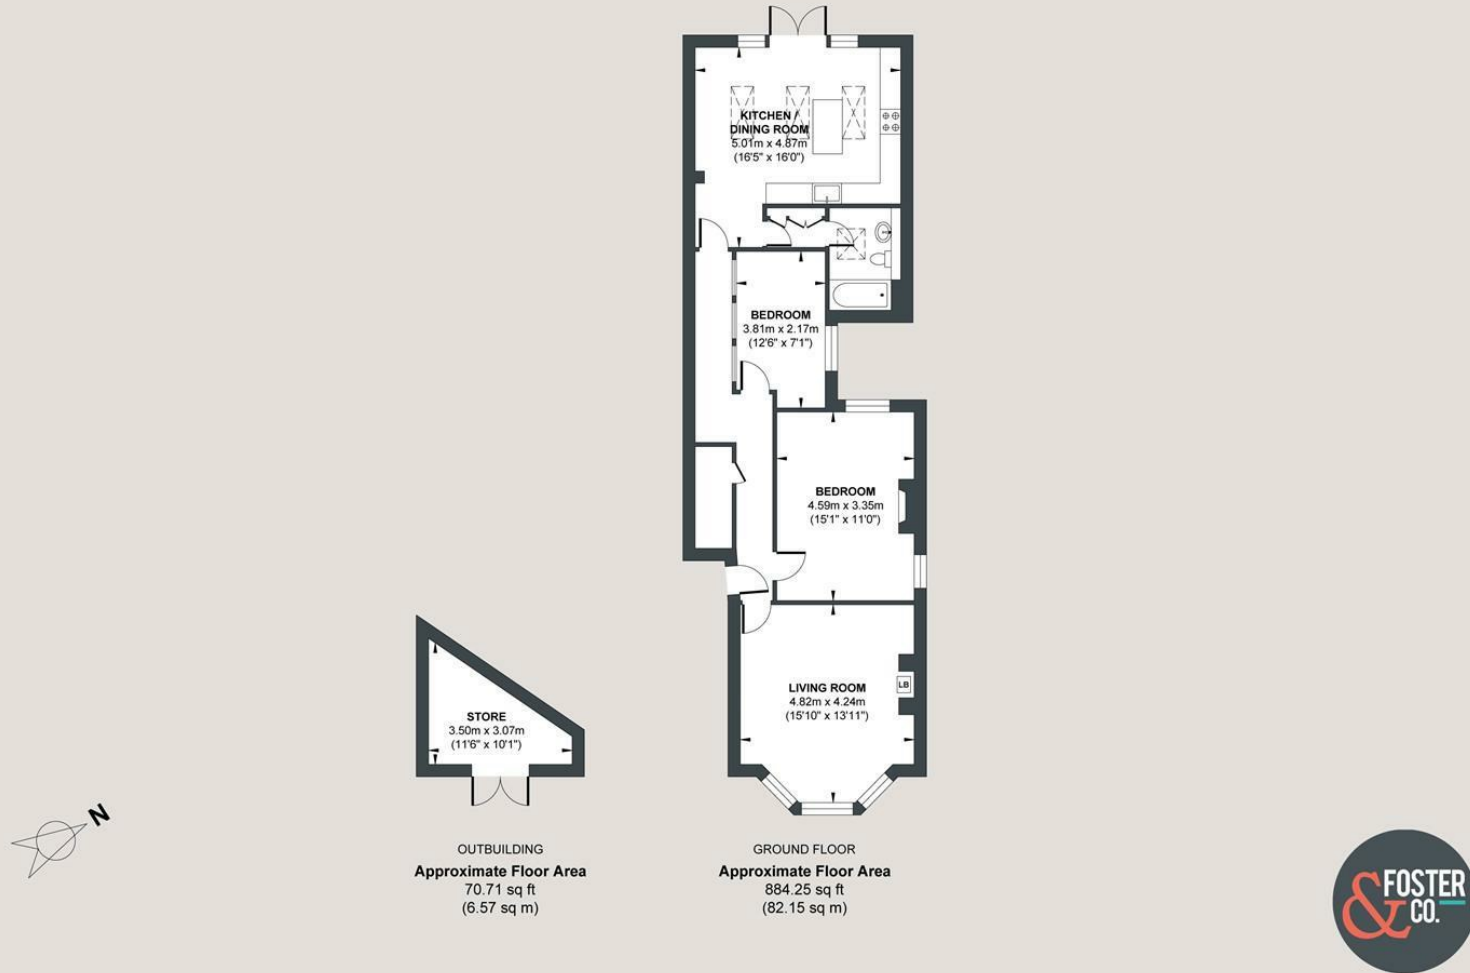 KITCHEN /
DINING ROOM
5.01m x 4.87m
(16'5" x 16'0")
BEDROOM
3.81m x 2.17m
(12'6" x 7'1")
BEDROOM
4.59m x 3.35m
(15'1" x 11'0")
LIVING ROOM
4.82m x 4.24m
(15'10" x 13'11")
LB
STORE
3.50m x 3.07m
(11'6" x 10'1")
N
OUTBUILDING
Approximate Floor Area
70.71 sq ft
(6.57 sq m)
GROUND FLOOR
Approximate Floor Area
884.25 sq ft
(82.15 sq m)
&FOSTER
CO.